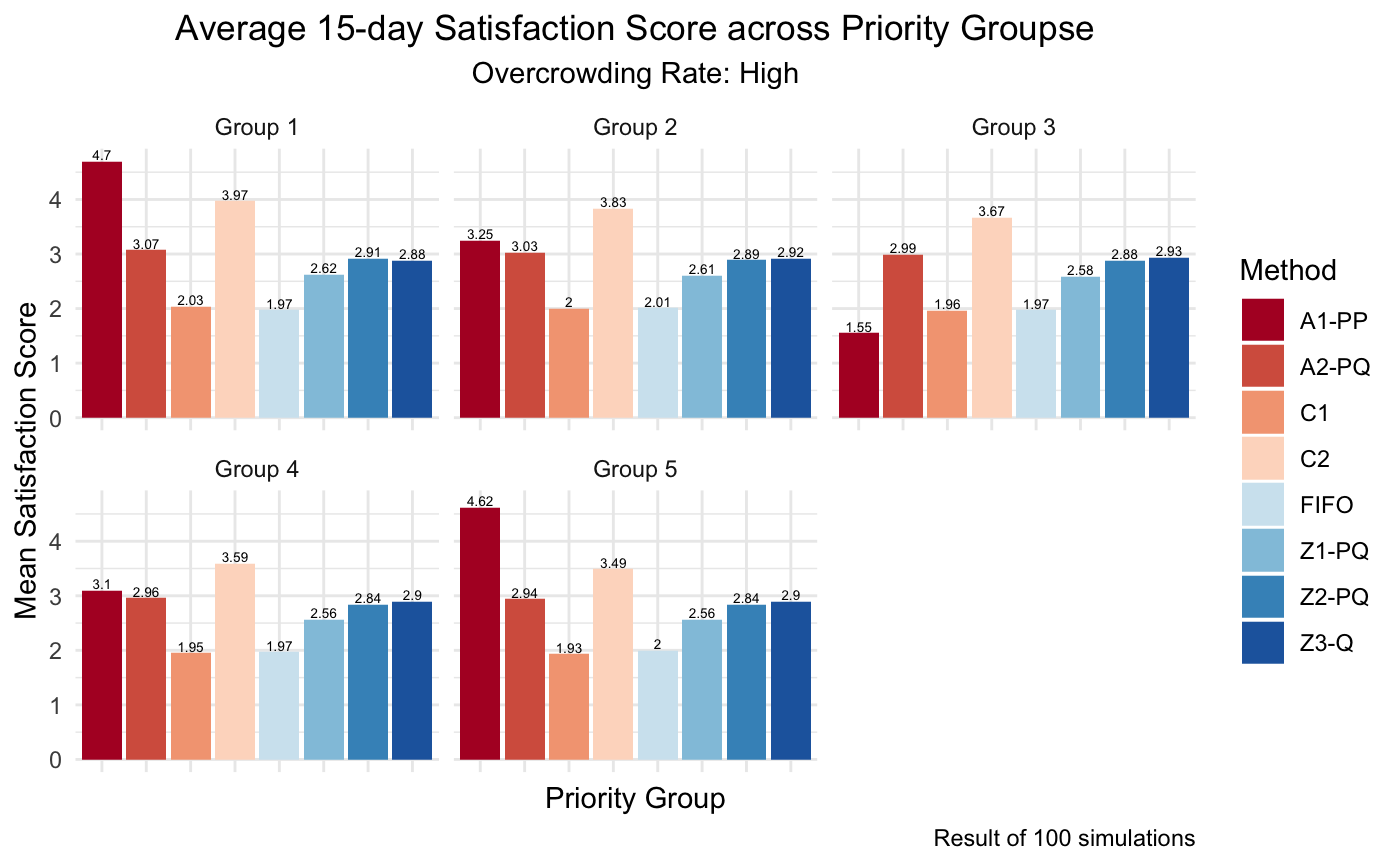 Average 15-day Satisfaction Score across Priority Groupse
Overcrowding Rate: High
Group 1
Group 2
Group 3
4.7
3.07
2.03
3.97
1.97
2.62
2.91
2.88
3.25
3.03
2
3.83
2.01
2.61
2.89
2.92
1.55
2.99
1.96
3.67
1.97
2.58
2.88
2.93
4
3
2
1
0
Group 4
Group 5
3.1
2.96
1.95
3.59
1.97
2.56
2.84
2.9
4.62
2.94
1.93
3.49
2
2.56
2.84
2.9
4
3
2
1
0
Mean Satisfaction Score
Priority Group
Method
A1-PP
A2-PQ
C1
C2
FIFO
Z1-PQ
Z2-PQ
Z3-Q
Result of 100 simulations